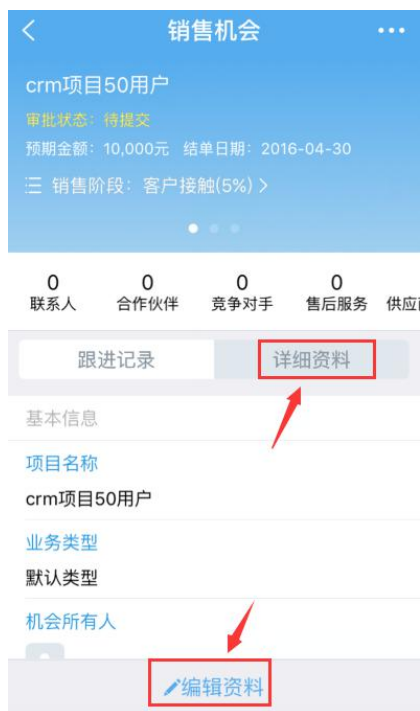 销售机会
crm项目50用户
审批状态：待提交
预期金额：10,000元 结单日期：2016-04-30
销售阶段：客户接触(5%)
0 0 0 0
联系人 合作伙伴 竞争对手 售后服务 供应
跟进记录 详细资料
基本信息
项目名称
crm项目50用户
业务类型
默认类型
机会所有人
编辑资料